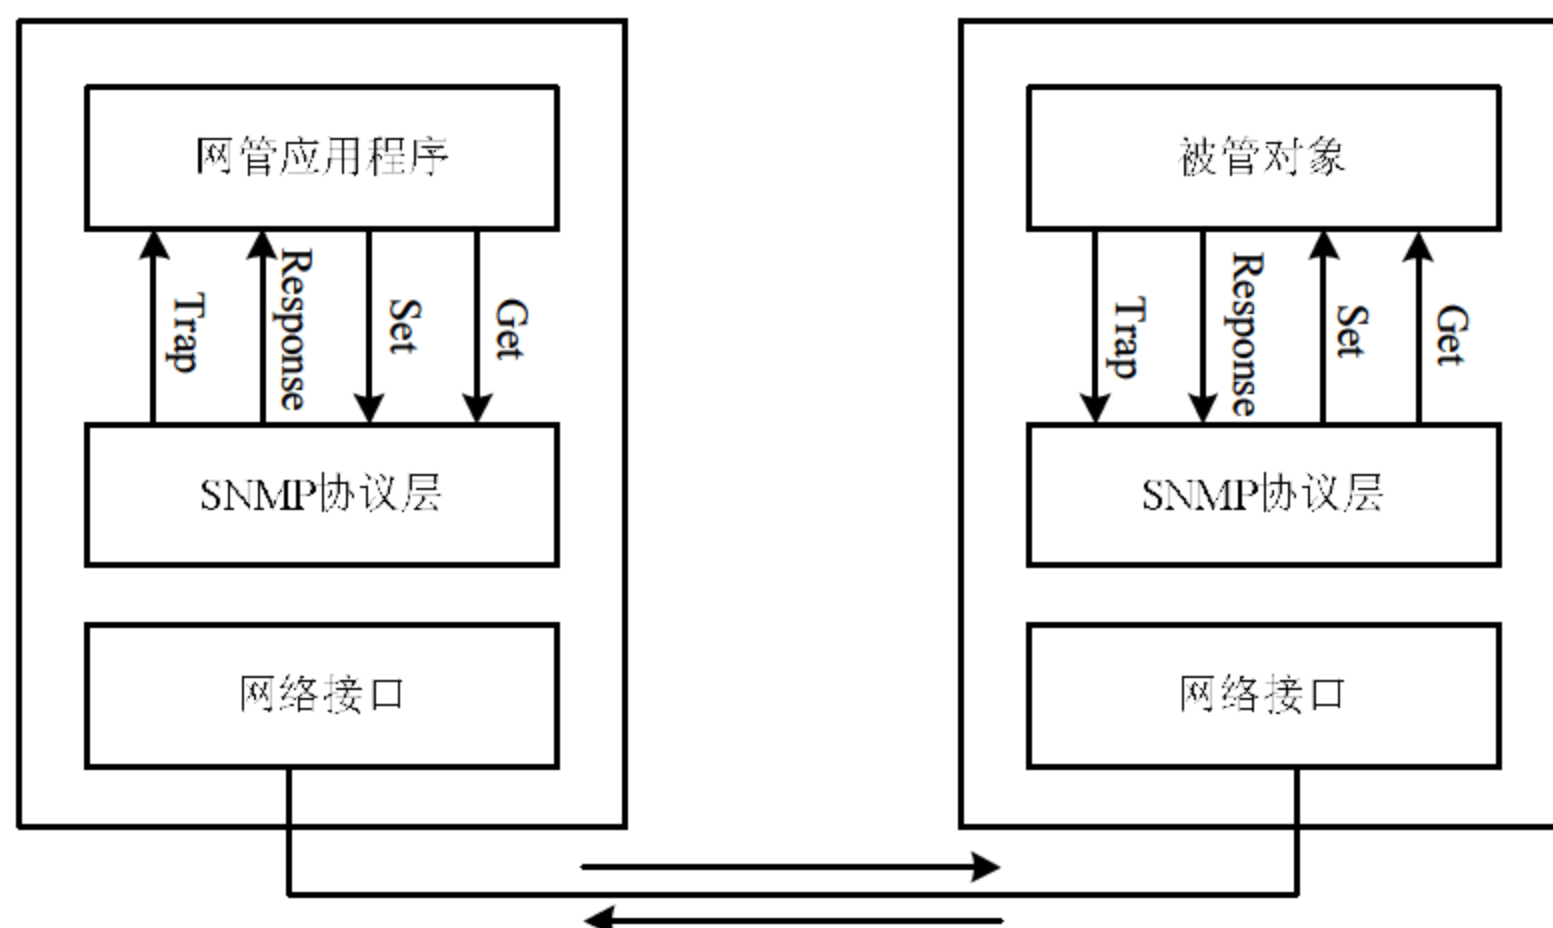 网管应用程序
Trap
Response
Set
Get
SNMP协议层
网络接口
被管对象
Trap
Response
Set
Get
SNMP协议层
网络接口